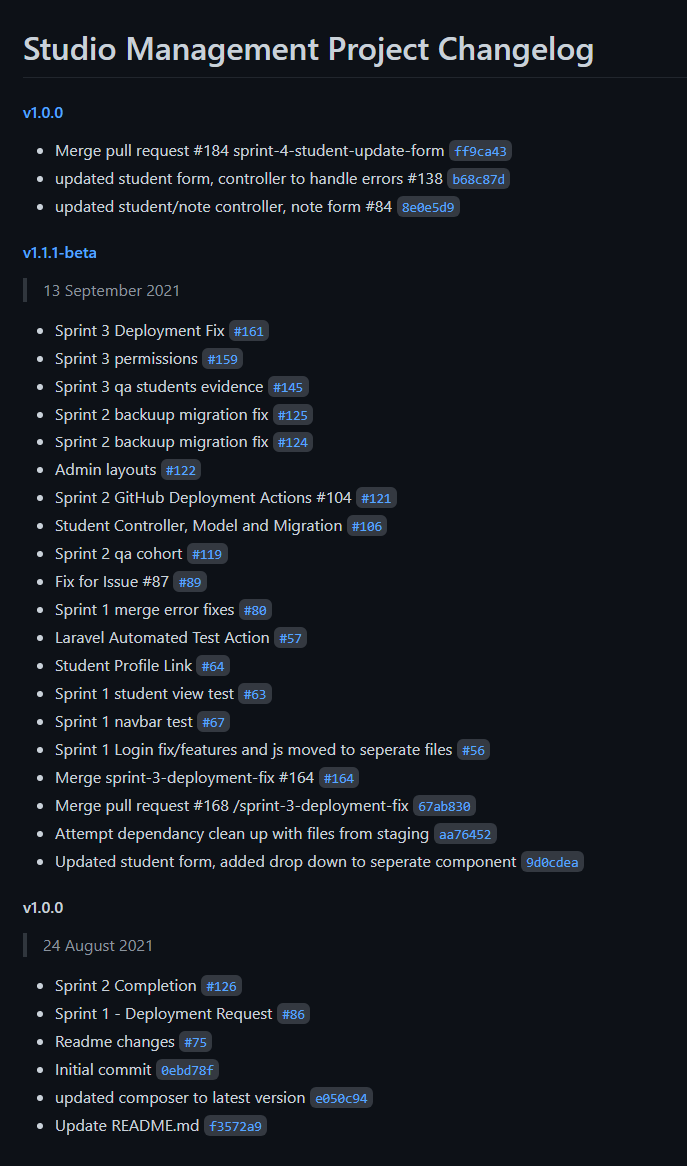 Studio Management Project Changelog
v1.0.0
Merge pull request #184 sprint-4-student-update-form ff9ca43
updated student form, controller to handle errors #138 b68c87d
updated student/note controller, note form #84 8e0e5d9
v1.1.1-beta
13 September 2021
Sprint 3 Deployment Fix #161
Sprint 3 permissions #159
Sprint 3 qa students evidence #145
Sprint 2 backuup migration fix #125
Sprint 2 backuup migration fix #124
Admin layouts #122
Sprint 2 GitHub Deployment Actions #104 #121
Student Controller, Model and Migration #106
Sprint 2 qa cohort #119
Fix for Issue #87 #89
Sprint 1 merge error fixes #80
Laravel Automated Test Action #57
Student Profile Link #64
Sprint 1 student view test #63
Sprint 1 navbar test #67
Sprint 1 Login fix/features and js moved to seperate files #56
Merge sprint-3-deployment-fix #164 #164
Merge pull request #168 /sprint-3-deployment-fix 67ab830
Attempt dependancy clean up with files from staging aa76452
Updated student form, added drop down to seperate component 9d0cdea
v1.0.0
24 August 2021
Sprint 2 Completion #126
Sprint 1 - Deployment Request #86
Readme changes #75
Initial commit 0ebd78f
updated composer to latest version e050c94
Update README.md f3572a9